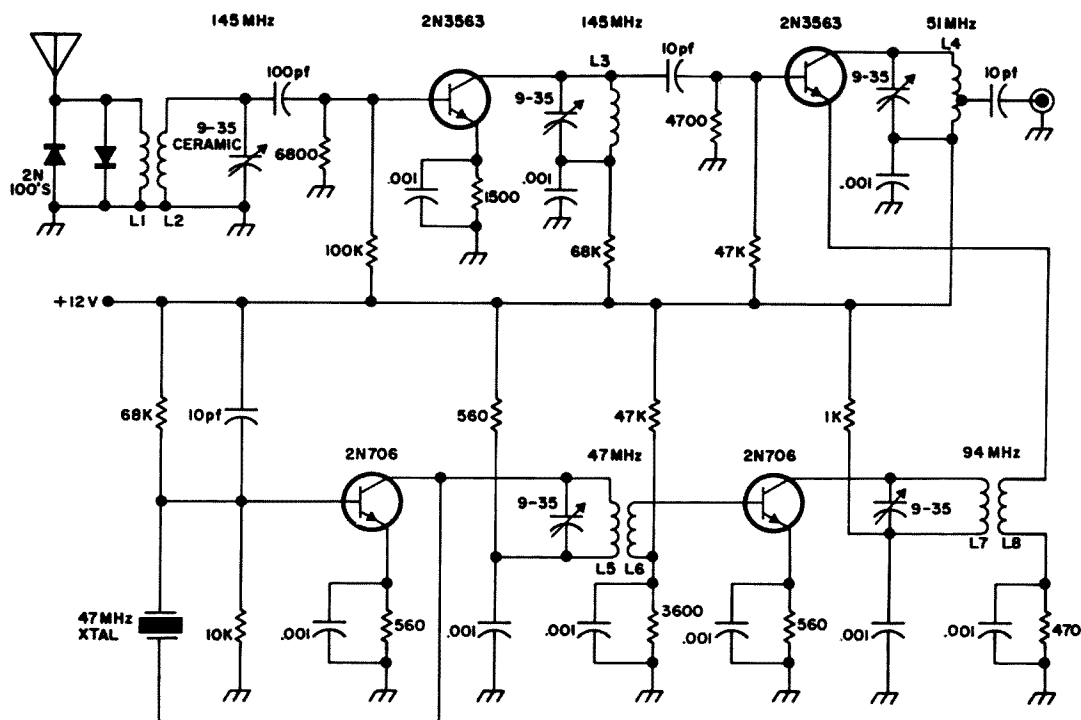 145 MHz
2N3563
145 MHz
2N3563
51 MHz
L4
L3
10pf
10pf
100pf
9-35
CERAMIC
9-35
9-35
6800
4700
2N
100'S
L1
L2
.001
1500
.001
.001
100K
68K
47K
+12V
68K
10pf
560
47K
1K
2N706
47MHz
2N706
94 MHz
9-35
9-35
L5
L6
L7
L8
47MHz
XTAL
10K
.001
560
.001
.001
3600
.001
560
.001
.001
470